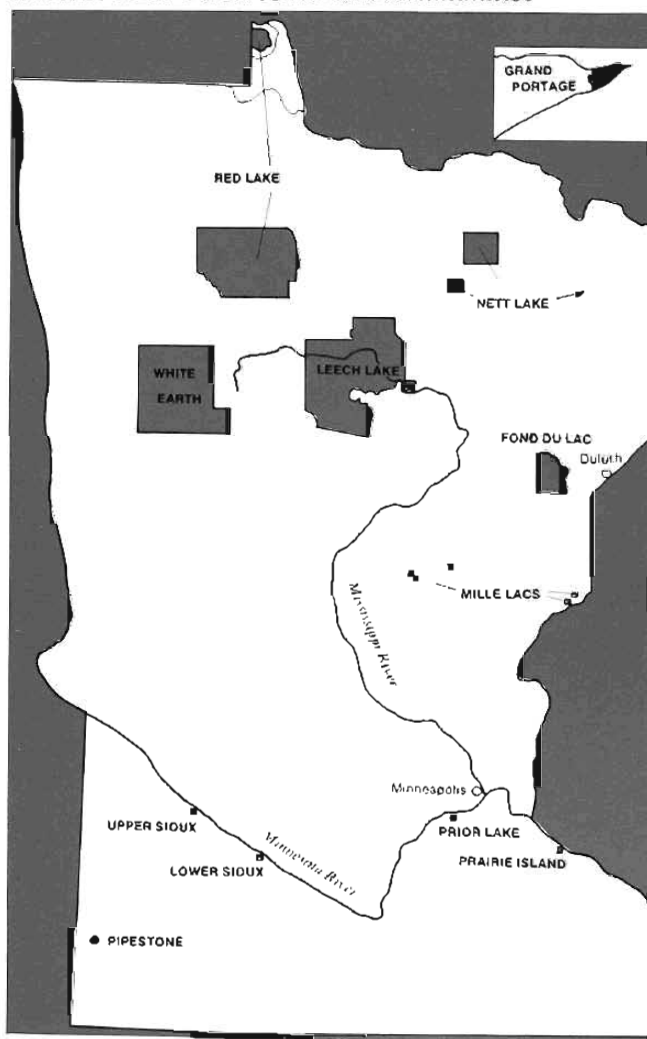 GRAND
PORTAGE
RED LAKE
NETT LAKE
WHITE
EARTH
LEECH LAKE
FOND DU LAC
Duluth
MILLE LACS
Mississippi River
Minneapolis
UPPER SIOUX
PRIOR LAKE
LOWER SIOUX
Minnesota River
PRAIRIE ISLAND
PIPESTONE